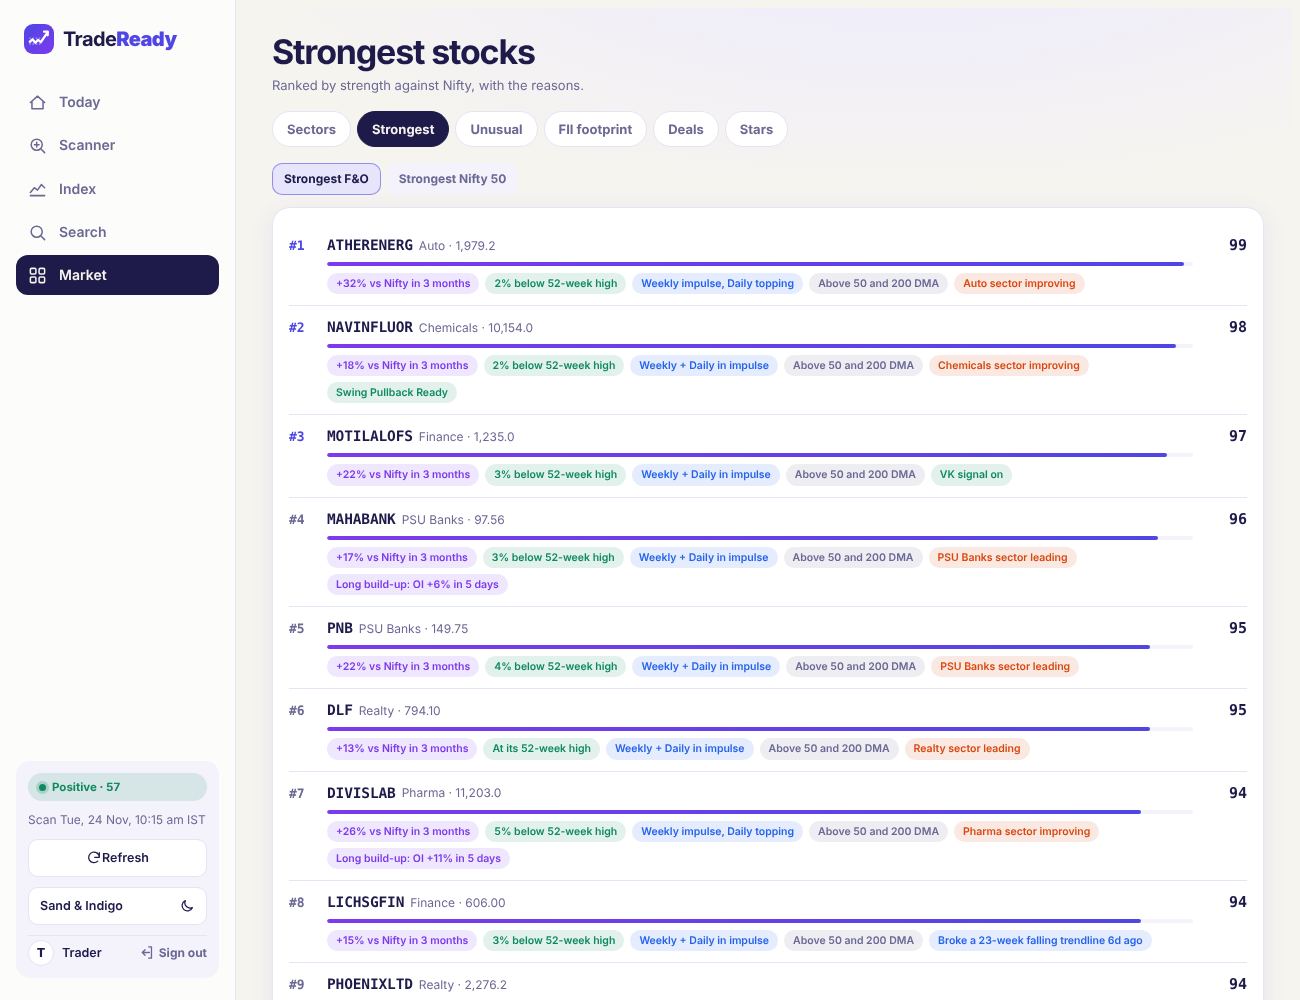 TradeReady
Today
Scanner
Index
Search
Market
Positive · 57
Scan Tue, 24 Nov, 10:15 am IST
Refresh
Sand & Indigo
T Trader Sign out
Strongest stocks
Ranked by strength against Nifty, with the reasons.
Sectors Strongest Unusual FII footprint Deals Stars
Strongest F&O Strongest Nifty 50
#1 ATHERENERG Auto · 1,979.2 99
+32% vs Nifty in 3 months 2% below 52-week high Weekly impulse, Daily topping Above 50 and 200 DMA Auto sector improving
#2 NAVINFLUOR Chemicals · 10,154.0 98
+18% vs Nifty in 3 months 2% below 52-week high Weekly + Daily in impulse Above 50 and 200 DMA Chemicals sector improving
Swing Pullback Ready
#3 MOTILALOFS Finance · 1,235.0 97
+22% vs Nifty in 3 months 3% below 52-week high Weekly + Daily in impulse Above 50 and 200 DMA VK signal on
#4 MAHABANK PSU Banks · 97.56 96
+17% vs Nifty in 3 months 3% below 52-week high Weekly + Daily in impulse Above 50 and 200 DMA PSU Banks sector leading
Long build-up: OI +6% in 5 days
#5 PNB PSU Banks · 149.75 95
+22% vs Nifty in 3 months 4% below 52-week high Weekly + Daily in impulse Above 50 and 200 DMA PSU Banks sector leading
#6 DLF Realty · 794.10 95
+13% vs Nifty in 3 months At its 52-week high Weekly + Daily in impulse Above 50 and 200 DMA Realty sector leading
#7 DIVISLAB Pharma · 11,203.0 94
+26% vs Nifty in 3 months 5% below 52-week high Weekly impulse, Daily topping Above 50 and 200 DMA Pharma sector improving
Long build-up: OI +11% in 5 days
#8 LICHSGFIN Finance · 606.00 94
+15% vs Nifty in 3 months 3% below 52-week high Weekly + Daily in impulse Above 50 and 200 DMA Broke a 23-week falling trendline 6d ago
#9 PHOENIXLTD Realty · 2,276.2 94